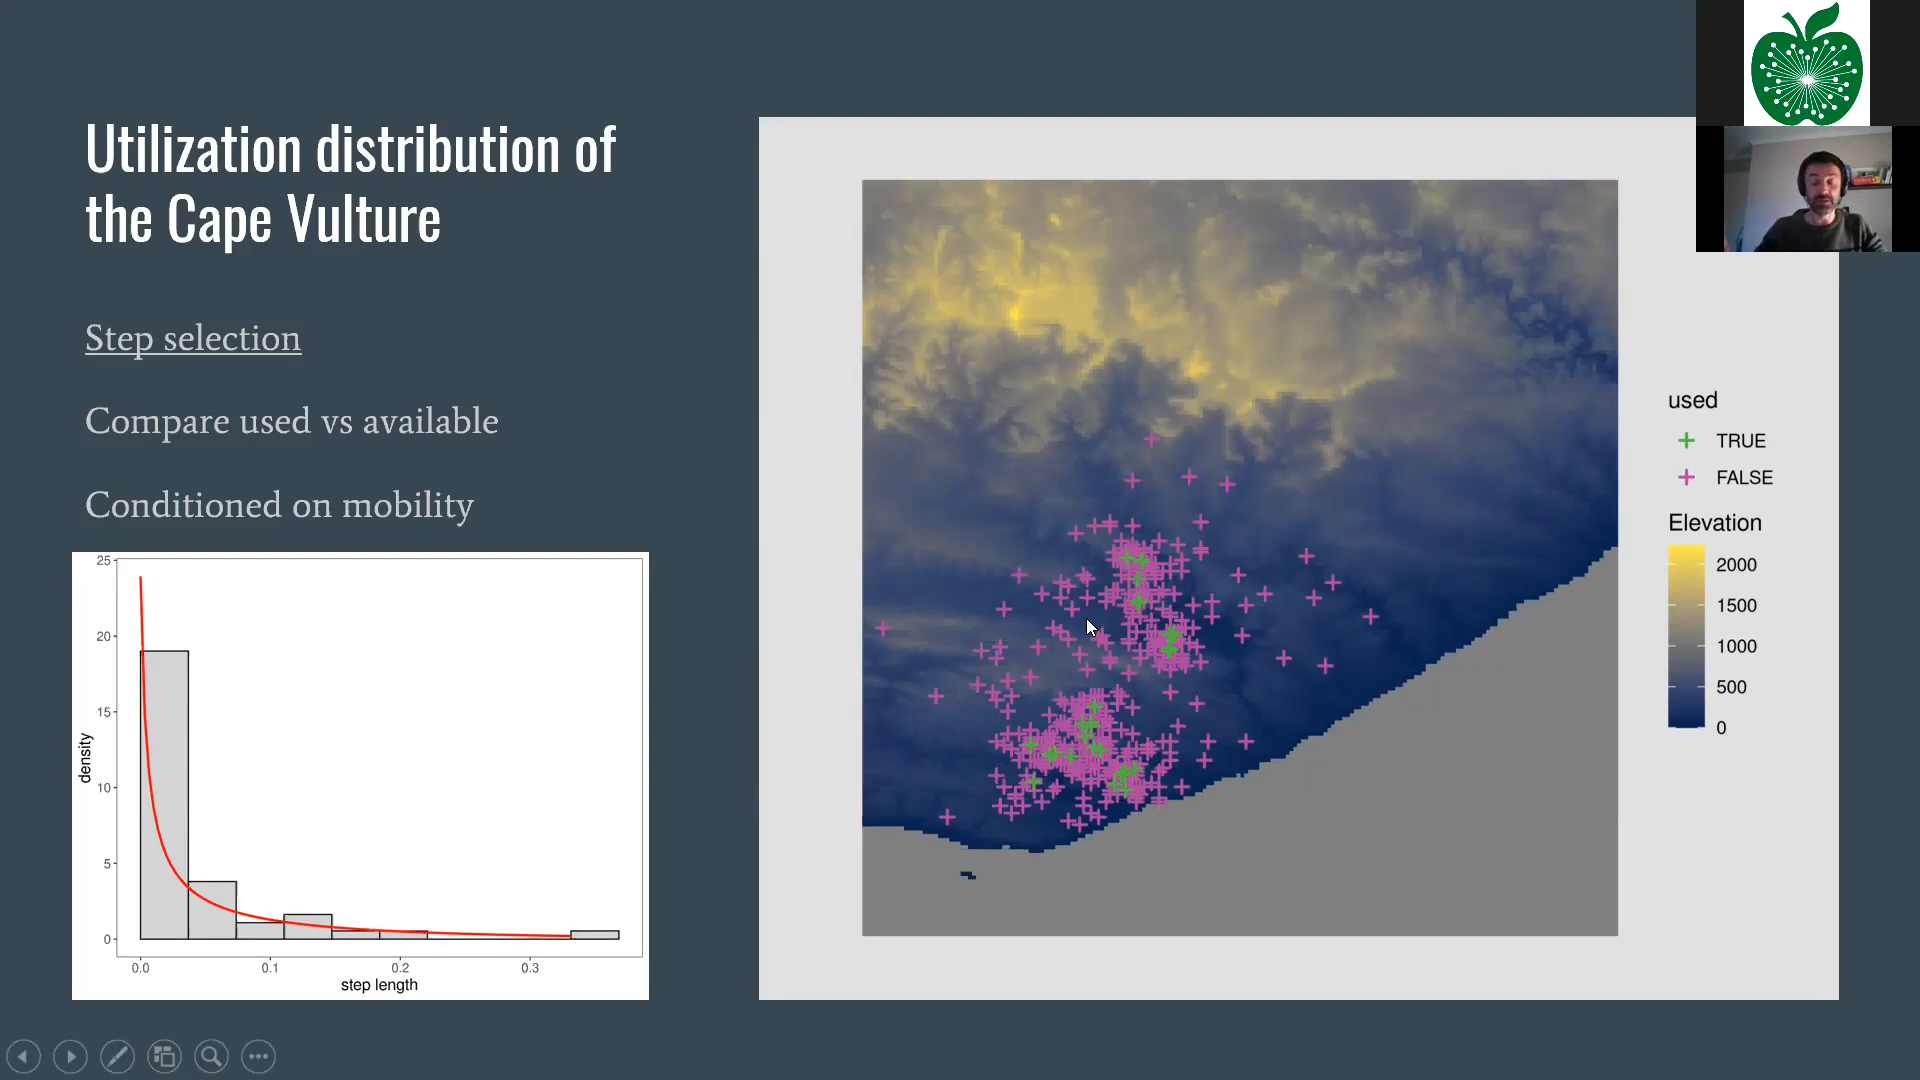 Utilization distribution of
the Cape Vulture
Step selection
Compare used vs available
Conditioned on mobility
25
20
15
10
5
0
density
0.0
0.1
0.2
0.3
step length
used
TRUE
FALSE
Elevation
2000
1500
1000
500
0